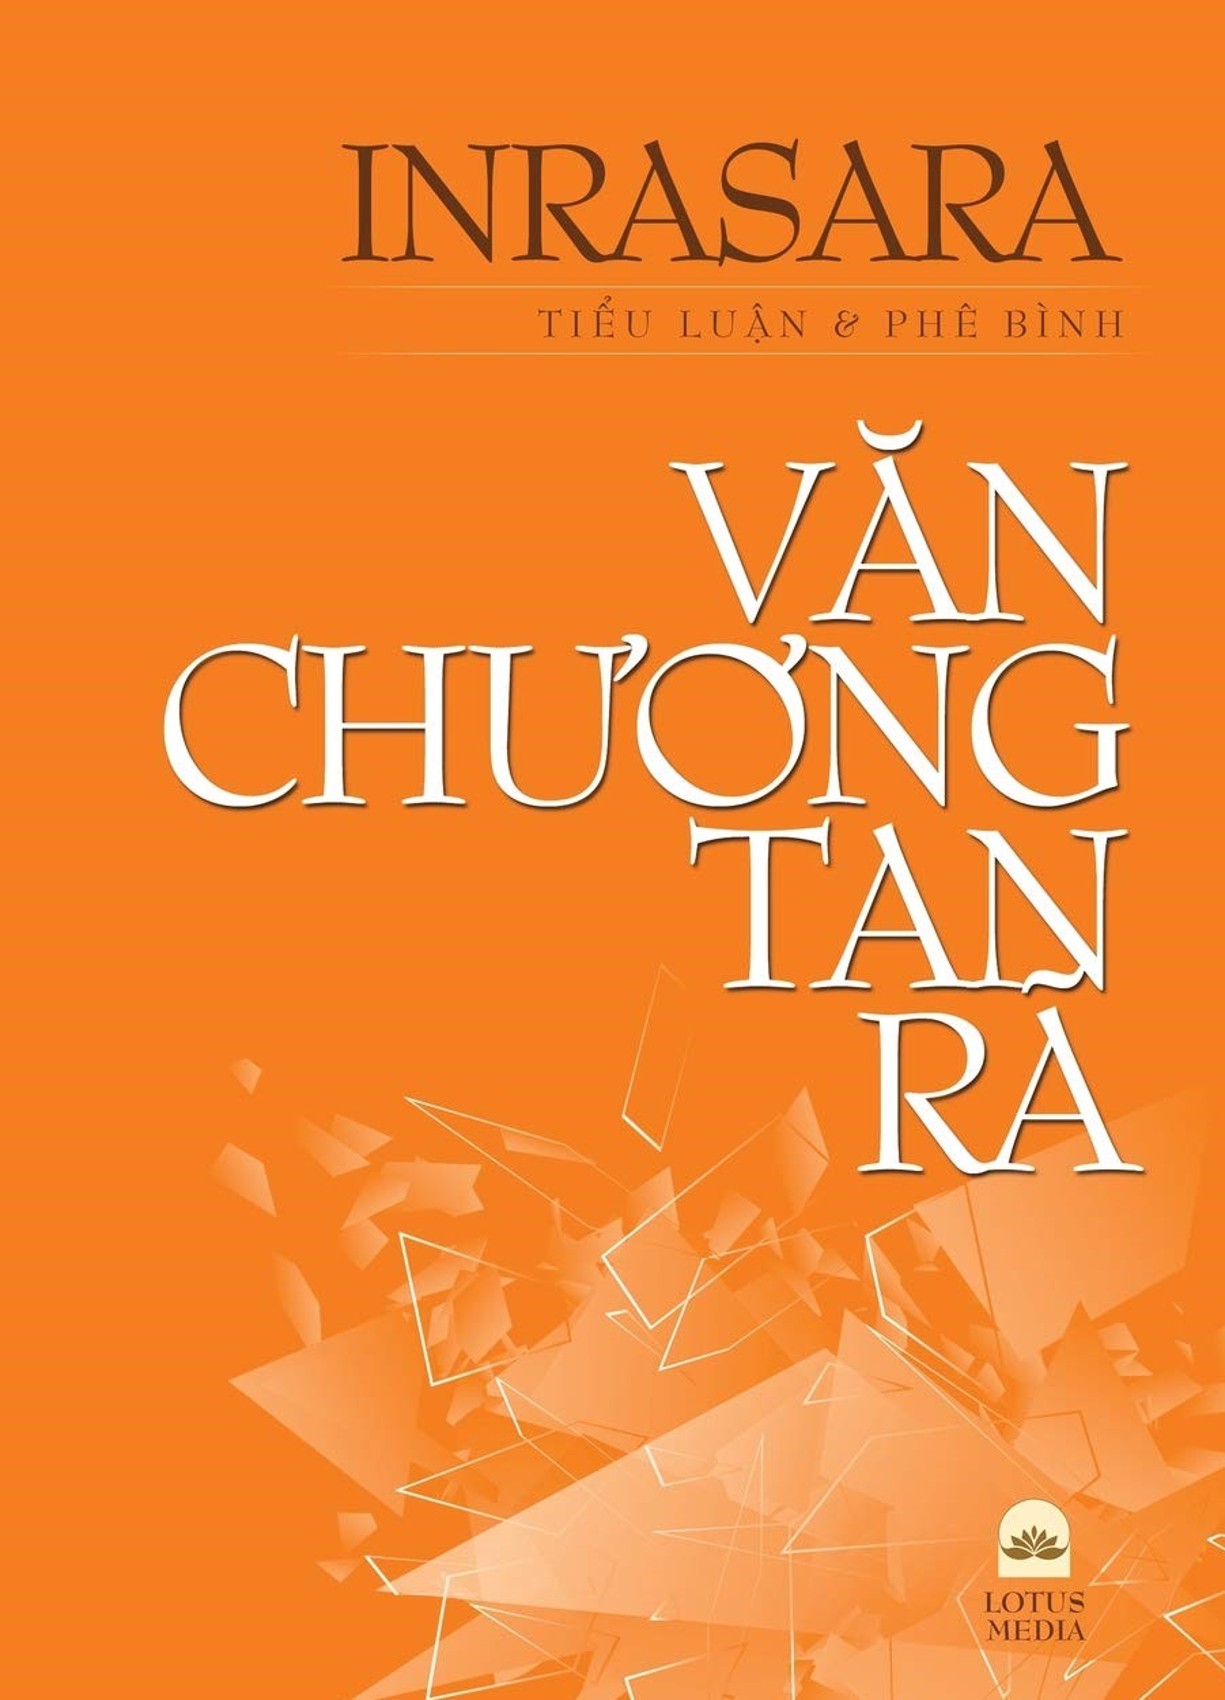 INRASARA
TIỂU LUẬN & PHÊ BÌNH
VĂN
CHƯƠNG
TAN
RÃ
LOTUS
MEDIA